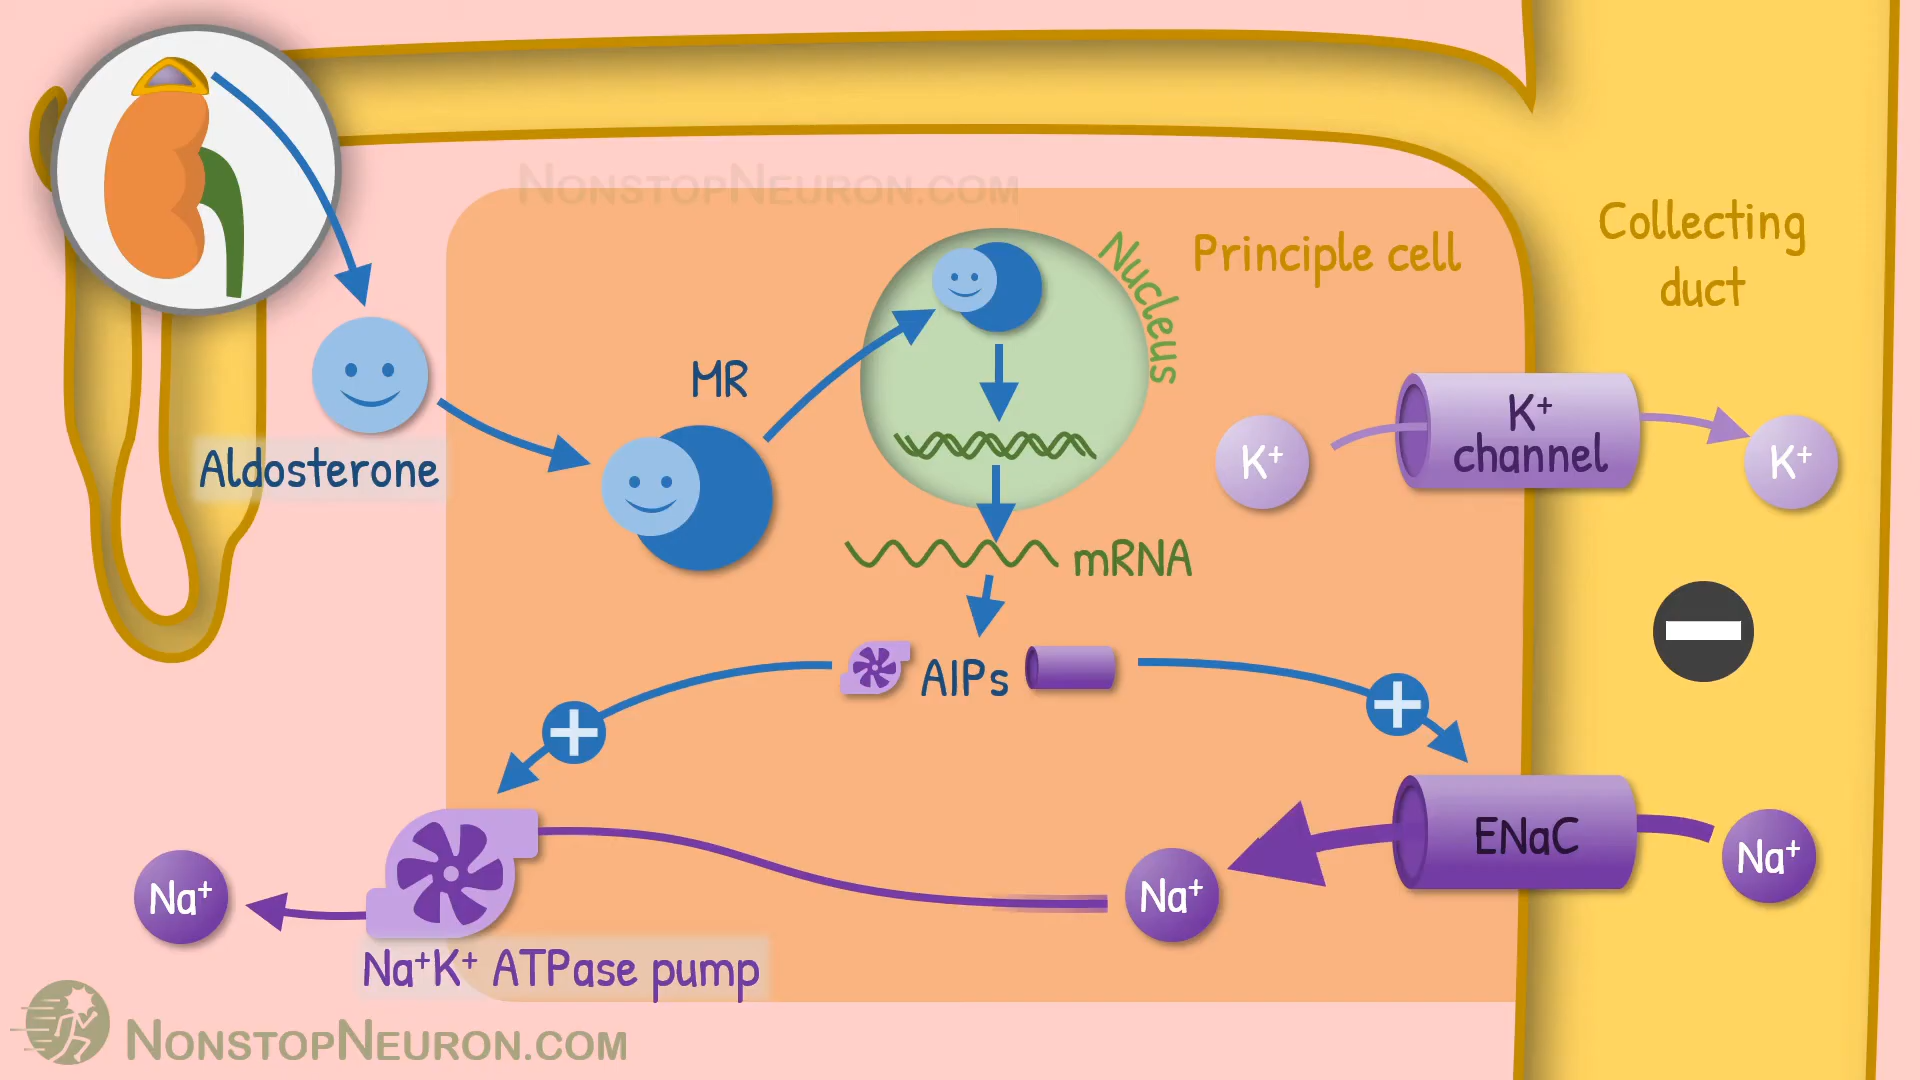 NonstopNeuron.com
Nucleus
Principle cell
Collecting
duct
MR
K⁺
channel
K⁺
K⁺
Aldosterone
mRNA
AIPs
ENaC
Na⁺
Na⁺
Na⁺
Na⁺K⁺ ATPase pump
NonstopNeuron.com